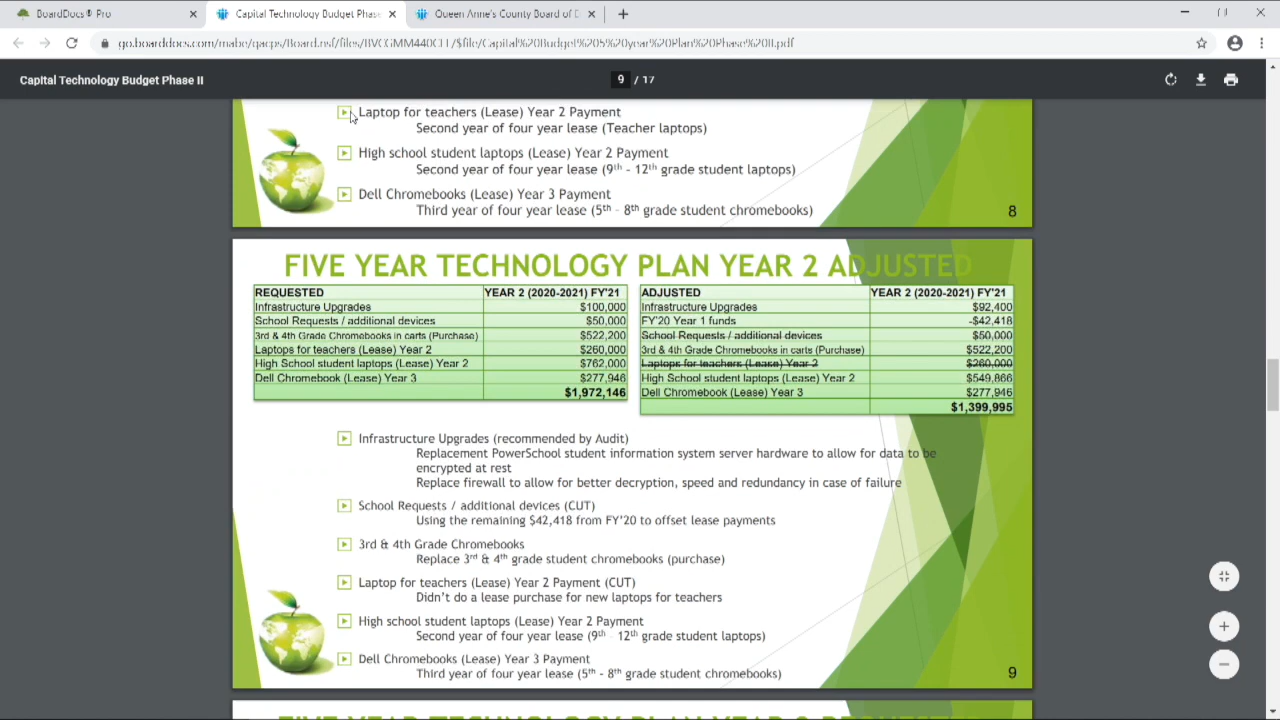 BoardDocs® Pro
Capital Technology Budget Phase
Queen Anne's County Board of
go.boarddocs.com/mabe/qacps/Board.nsf/files/
Capital Technology Budget Phase II
9 / 17
Laptop for teachers (Lease) Year 2 Payment
Second year of four year lease (Teacher laptops)
High school student laptops (Lease) Year 2 Payment
Second year of four year lease (9th - 12th grade student laptops)
Dell Chromebooks (Lease) Year 3 Payment
Third year of four year lease (5th - 8th grade student chromebooks)
8
FIVE YEAR TECHNOLOGY PLAN YEAR 2 ADJUSTED
REQUESTED YEAR 2 (2020-2021) FY'21
Infrastructure Upgrades $100,000
School Requests / additional devices $50,000
3rd & 4th Grade Chromebooks in carts (Purchase) $522,200
Laptops for teachers (Lease) Year 2 $260,000
High School student laptops (Lease) Year 2 $762,000
Dell Chromebook (Lease) Year 3 $277,946
$1,972,146
ADJUSTED YEAR 2 (2020-2021) FY'21
Infrastructure Upgrades $92,400
FY'20 Year 1 funds -$42,418
School Requests / additional devices $50,000
3rd & 4th Grade Chromebooks in carts (Purchase) $522,200
Laptops for teachers (Lease) Year 2 $260,000
High School student laptops (Lease) Year 2 $549,866
Dell Chromebook (Lease) Year 3 $277,946
$1,399,995
Infrastructure Upgrades (recommended by Audit)
Replacement PowerSchool student information system server hardware to allow for data to be
encrypted at rest
Replace firewall to allow for better decryption, speed and redundancy in case of failure
School Requests / additional devices (CUT)
Using the remaining $42,418 from FY'20 to offset lease payments
3rd & 4th Grade Chromebooks
Replace 3rd & 4th grade student chromebooks (purchase)
Laptop for teachers (Lease) Year 2 Payment (CUT)
Didn't do a lease purchase for new laptops for teachers
High school student laptops (Lease) Year 2 Payment
Second year of four year lease (9th - 12th grade student laptops)
Dell Chromebooks (Lease) Year 3 Payment
Third year of four year lease (5th - 8th grade student chromebooks)
9